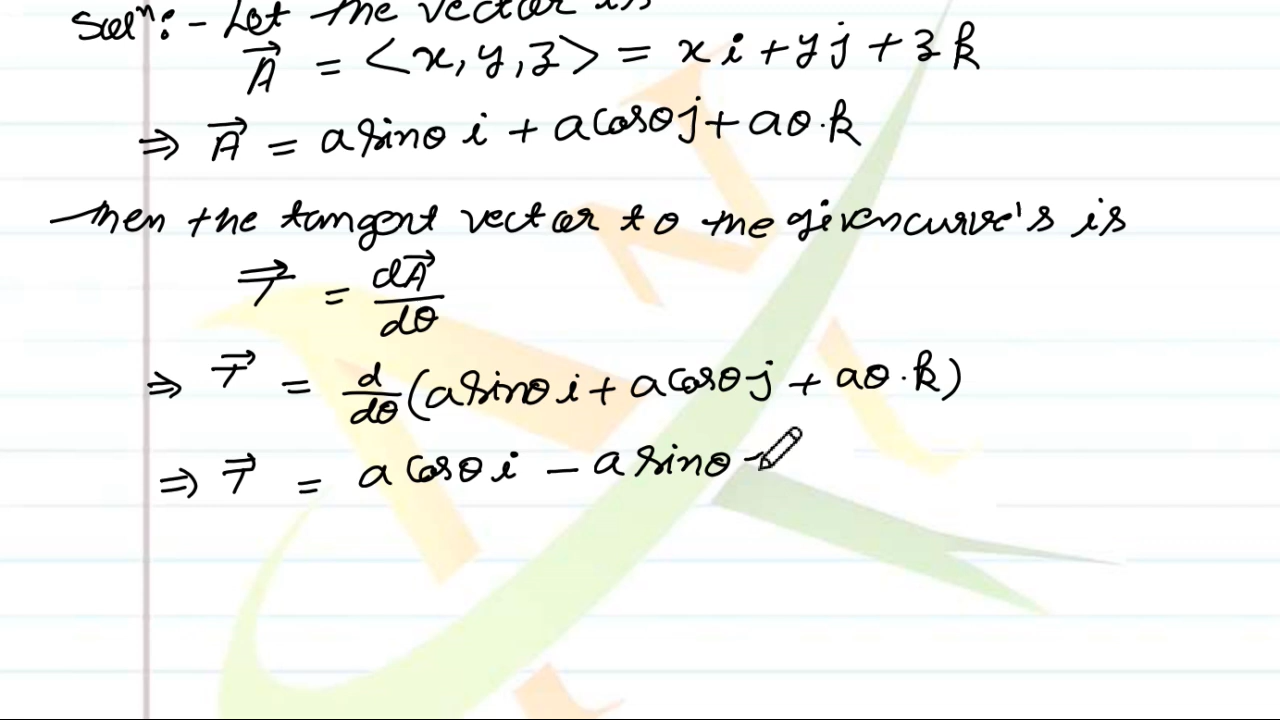 Solⁿ:- Let the vector is
A⃗ = <x, y, z> = x i + y j + z k
⇒ A⃗ = a sinθ i + a cosθ j + aθ.k
Then the tangent vector to the given curve's is
T⃗ = dA⃗/dθ
⇒ T⃗ = d/dθ (a sinθ i + a cosθ j + aθ.k)
⇒ T⃗ = a cosθ i - a sinθ